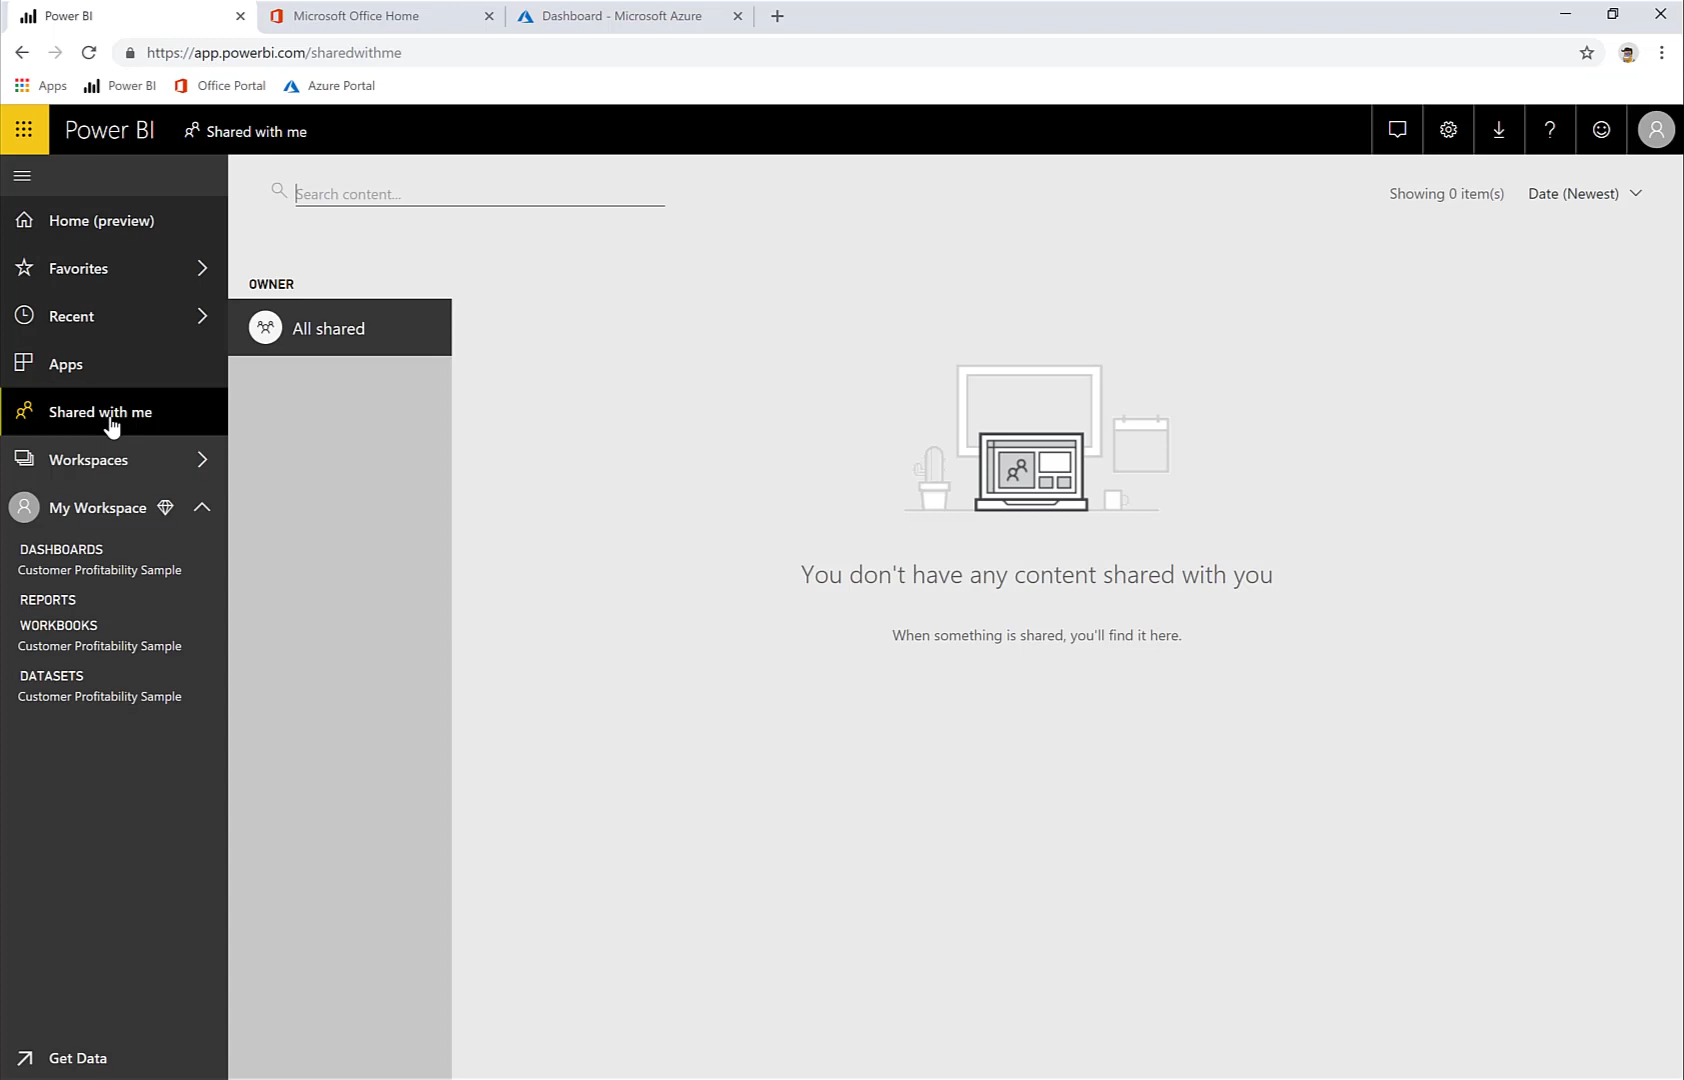 Power BI
Microsoft Office Home
Dashboard - Microsoft Azure
https://app.powerbi.com/sharedwithme
Apps
Power BI
Office Portal
Azure Portal
Power BI
Shared with me
Search content...
Showing 0 item(s)
Date (Newest)
Home (preview)
Favorites
Recent
Apps
Shared with me
Workspaces
My Workspace
DASHBOARDS
Customer Profitability Sample
REPORTS
WORKBOOKS
Customer Profitability Sample
DATASETS
Customer Profitability Sample
Get Data
OWNER
All shared
You don't have any content shared with you
When something is shared, you'll find it here.